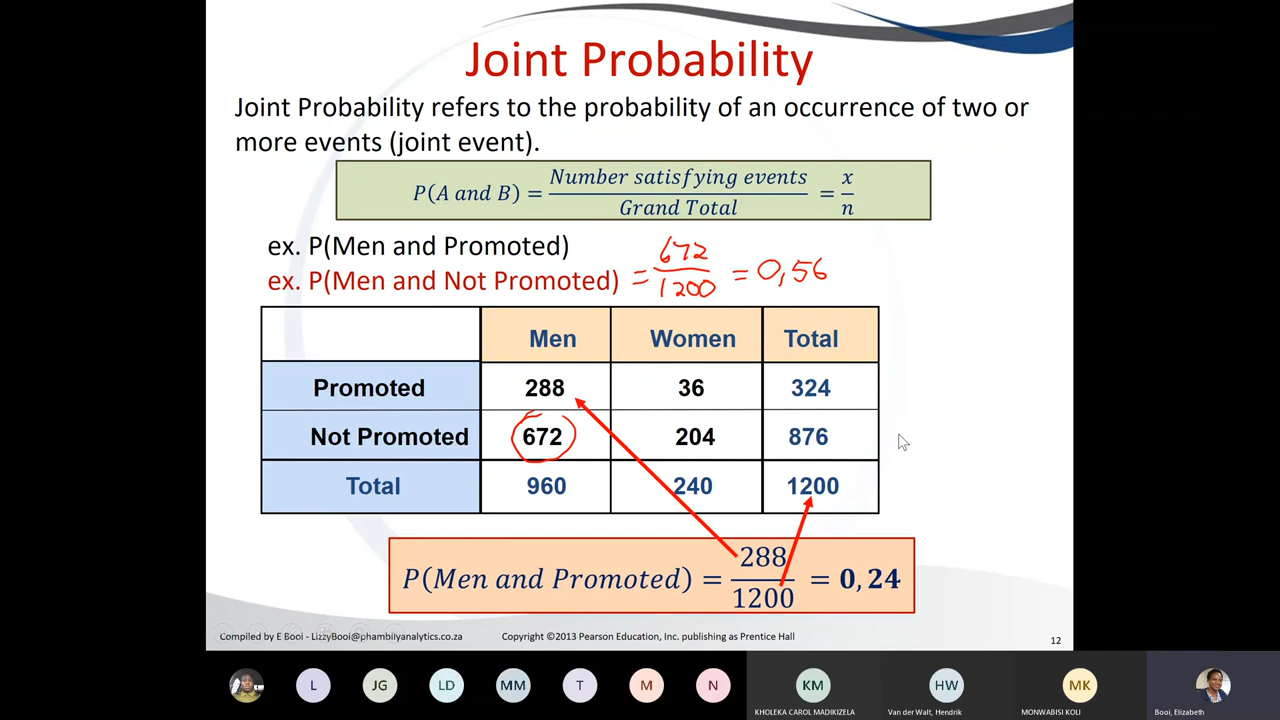 Joint Probability
Joint Probability refers to the probability of an occurrence of two or
more events (joint event).
P(A and B) = Number satisfying events / Grand Total = x / n
ex. P(Men and Promoted)
ex. P(Men and Not Promoted) = 672 / 1200 = 0,56
Men Women Total
Promoted 288 36 324
Not Promoted 672 204 876
Total 960 240 1200
P(Men and Promoted) = 288 / 1200 = 0,24
Compiled by E Booi - LizzyBooi@phambilyanalytics.co.za Copyright ©2013 Pearson Education, Inc. publishing as Prentice Hall 12
L JG LD MM T M N KM HW MK
KHOLEKA CAROL MADIKIZELA Van der Walt, Hendrik MONWABISI KOLI Booi, Elizabeth